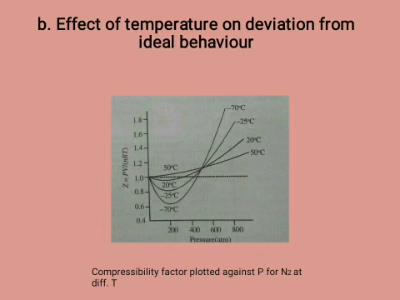 b. Effect of temperature on deviation from
ideal behaviour
-70°C
-25°C
20°C
50°C
1.8
1.6
1.4
1.2
1.0
0.8
0.6
0.4
Z = PV/(nRT)
50°C
20°C
-25°C
-70°C
200 400 600 800
Pressure(atm)
Compressibility factor plotted against P for N2 at
diff. T